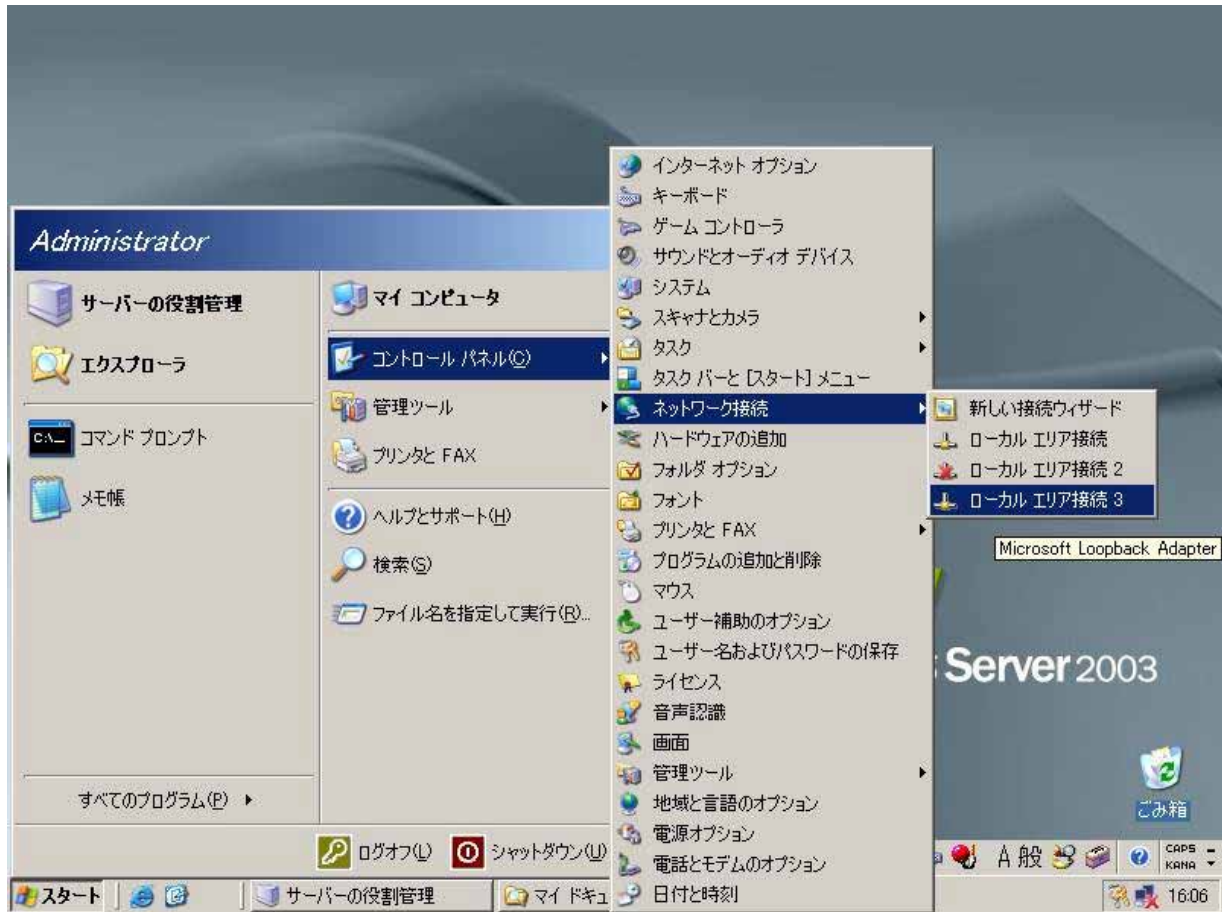 Administrator
サーバーの役割管理
エクスプローラ
C:\_
コマンド プロンプト
メモ帳
すべてのプログラム(P)
マイ コンピュータ
コントロール パネル(C)
管理ツール
プリンタと FAX
ヘルプとサポート(H)
検索(S)
ファイル名を指定して実行(R)...
ログオフ(L)
シャットダウン(U)
インターネット オプション
キーボード
ゲーム コントローラ
サウンドとオーディオ デバイス
システム
スキャナとカメラ
タスク
タスク バーと [スタート] メニュー
ネットワーク接続
ハードウェアの追加
フォルダ オプション
フォント
プリンタと FAX
プログラムの追加と削除
マウス
ユーザー補助のオプション
ユーザー名およびパスワードの保存
ライセンス
音声認識
画面
管理ツール
地域と言語のオプション
電源オプション
電話とモデムのオプション
日付と時刻
新しい接続ウィザード
ローカル エリア接続
ローカル エリア接続 2
ローカル エリア接続 3
Microsoft Loopback Adapter
Server 2003
ごみ箱
A 般
CAPS
KANA
スタート
サーバーの役割管理
マイ ドキュ
16:06